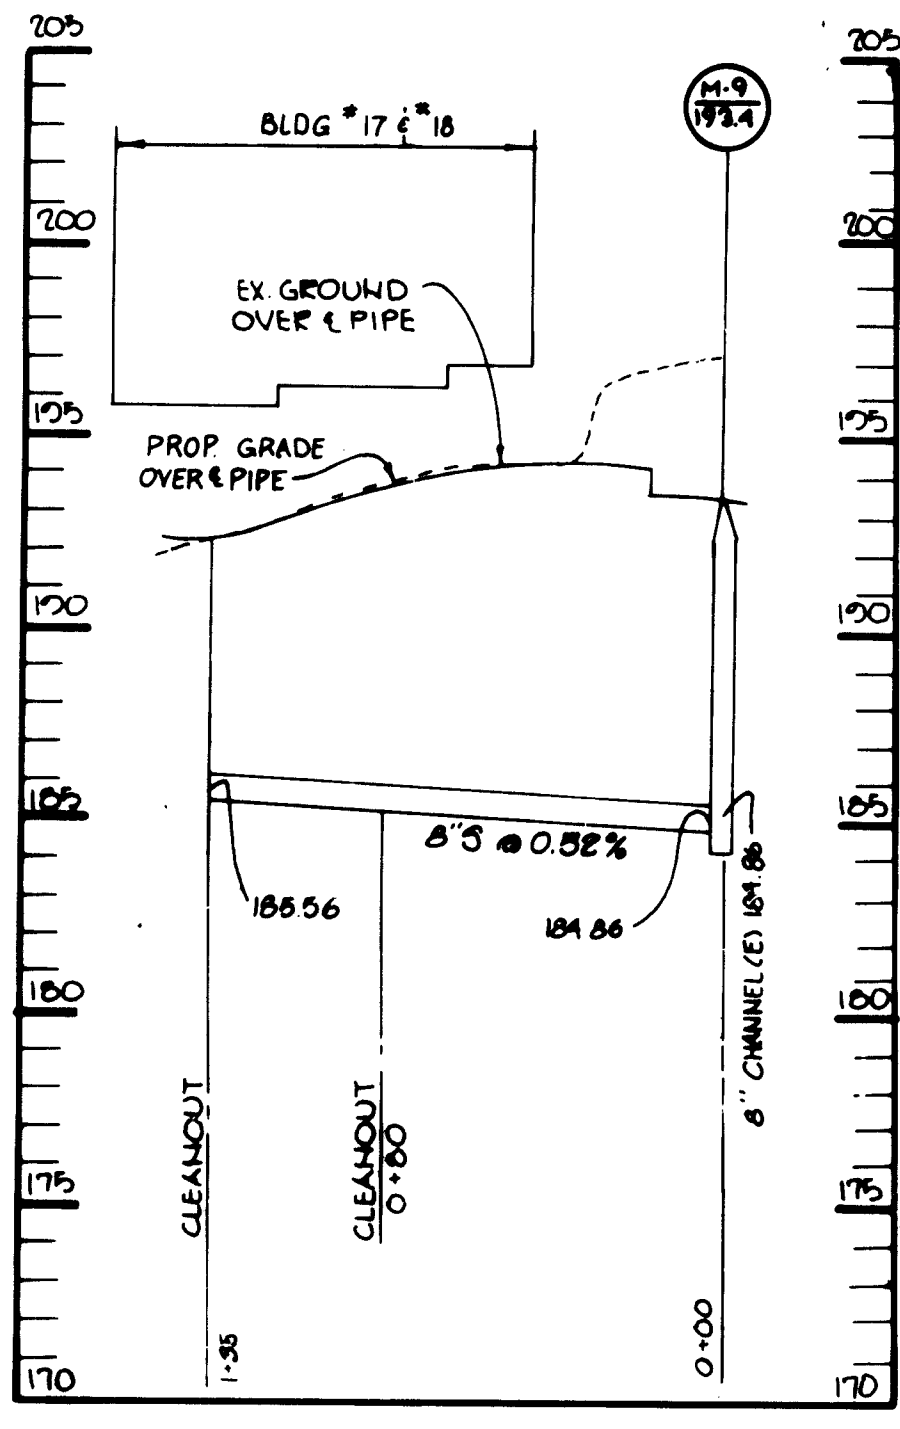 205
205
M-9
193.4
BLDG #17 & #18
200
200
EX. GROUND
OVER ℄ PIPE
195
195
PROP. GRADE
OVER ℄ PIPE
190
190
185
185
8"S @ 0.52%
185.56
184.86
8" CHANNEL (E) 184.86
180
180
CLEANOUT
CLEANOUT
0+80
175
175
1+35
0+00
170
170